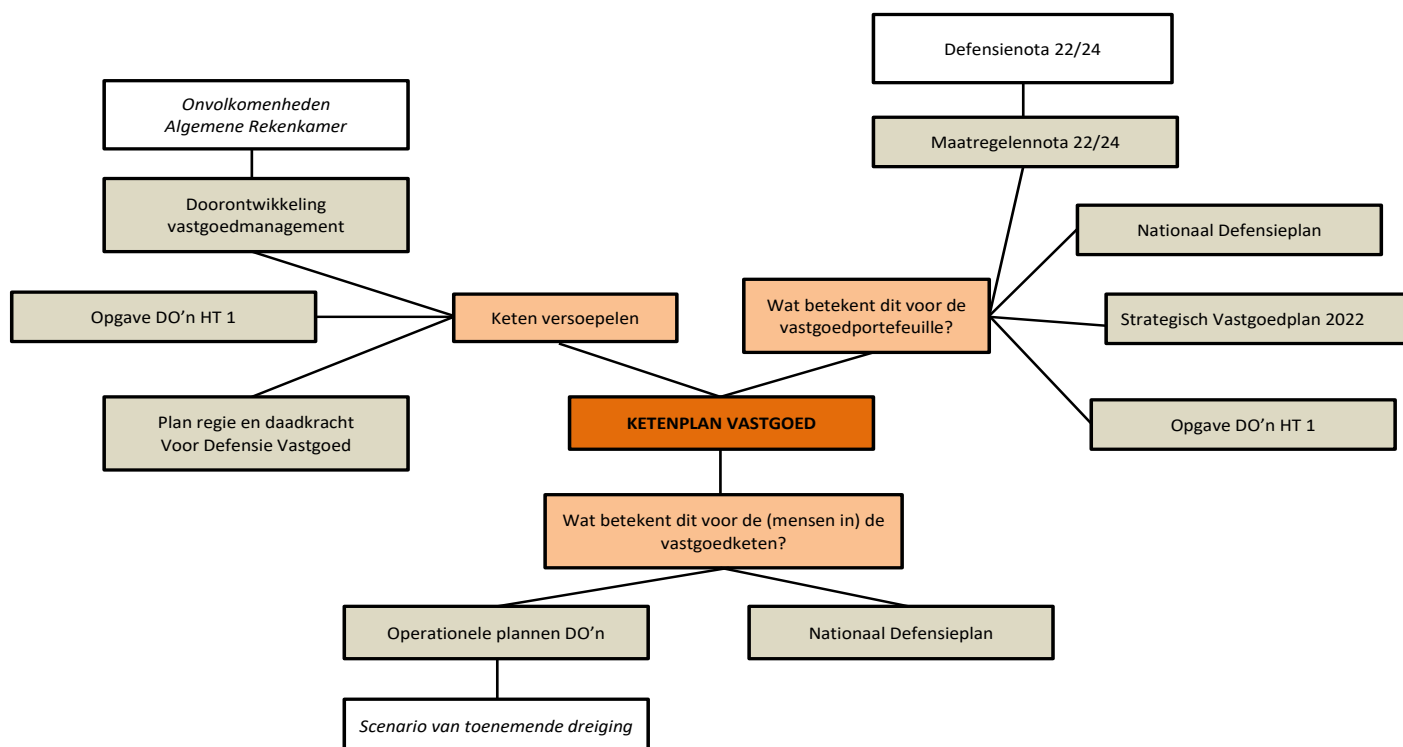 Defensienota 22/24
Onvolkomenheden
Algemene Rekenkamer
Maatregelennota 22/24
Doorontwikkeling
vastgoedmanagement
Nationaal Defensieplan
Opgave DO’n HT 1
Keten versoepelen
Wat betekent dit voor de
vastgoedportefeuille?
Strategisch Vastgoedplan 2022
Plan regie en daadkracht
Voor Defensie Vastgoed
KETENPLAN VASTGOED
Opgave DO’n HT 1
Wat betekent dit voor de (mensen in) de
vastgoedketen?
Operationele plannen DO’n
Nationaal Defensieplan
Scenario van toenemende dreiging